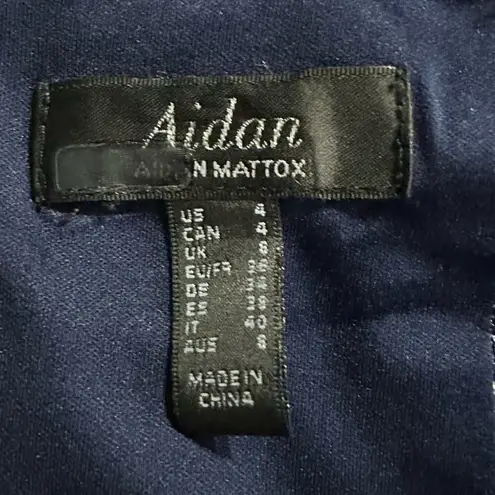 Aidan
AIDAN MATTOX
US 4
CAN 4
UK 8
EU/FR 36
DE 34
ES 38
IT 40
AUS 8
MADE IN
CHINA